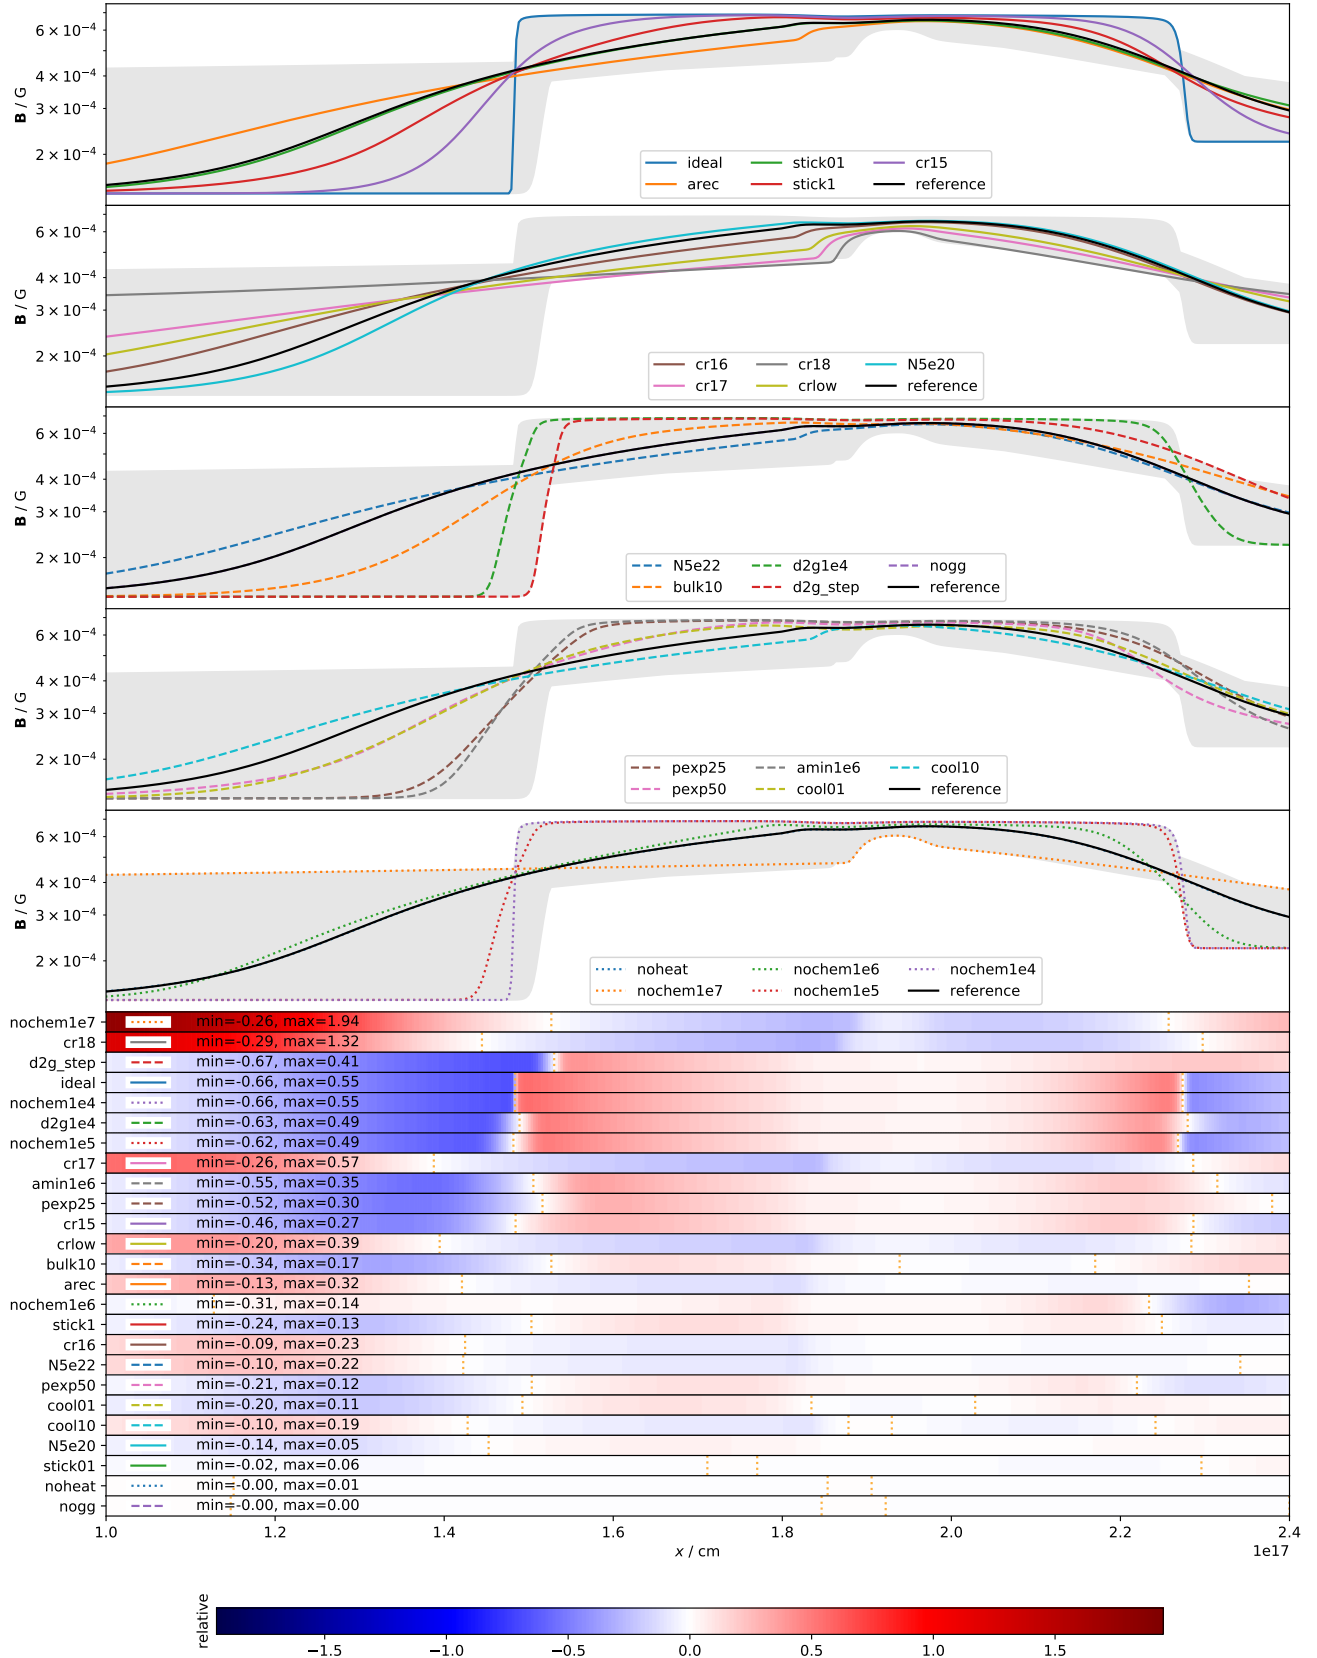 6 × 10⁻⁴
4 × 10⁻⁴
3 × 10⁻⁴
2 × 10⁻⁴
B / G
ideal stick01 cr15
arec stick1 reference
6 × 10⁻⁴
4 × 10⁻⁴
3 × 10⁻⁴
2 × 10⁻⁴
B / G
cr16 cr18 N5e20
cr17 crlow reference
6 × 10⁻⁴
4 × 10⁻⁴
3 × 10⁻⁴
2 × 10⁻⁴
B / G
N5e22 d2g1e4 nogg
bulk10 d2g_step reference
6 × 10⁻⁴
4 × 10⁻⁴
3 × 10⁻⁴
2 × 10⁻⁴
B / G
pexp25 amin1e6 cool10
pexp50 cool01 reference
6 × 10⁻⁴
4 × 10⁻⁴
3 × 10⁻⁴
2 × 10⁻⁴
B / G
noheat nochem1e6 nochem1e4
nochem1e7 nochem1e5 reference
nochem1e7 min=-0.26, max=1.94
cr18 min=-0.29, max=1.32
d2g_step min=-0.67, max=0.41
ideal min=-0.66, max=0.55
nochem1e4 min=-0.66, max=0.55
d2g1e4 min=-0.63, max=0.49
nochem1e5 min=-0.62, max=0.49
cr17 min=-0.26, max=0.57
amin1e6 min=-0.55, max=0.35
pexp25 min=-0.52, max=0.30
cr15 min=-0.46, max=0.27
crlow min=-0.20, max=0.39
bulk10 min=-0.34, max=0.17
arec min=-0.13, max=0.32
nochem1e6 min=-0.31, max=0.14
stick1 min=-0.24, max=0.13
cr16 min=-0.09, max=0.23
N5e22 min=-0.10, max=0.22
pexp50 min=-0.21, max=0.12
cool01 min=-0.20, max=0.11
cool10 min=-0.10, max=0.19
N5e20 min=-0.14, max=0.05
stick01 min=-0.02, max=0.06
noheat min=-0.00, max=0.01
nogg min=-0.00, max=0.00
1.0 1.2 1.4 1.6 1.8 2.0 2.2 2.4
x / cm 1e17
relative
−1.5 −1.0 −0.5 0.0 0.5 1.0 1.5